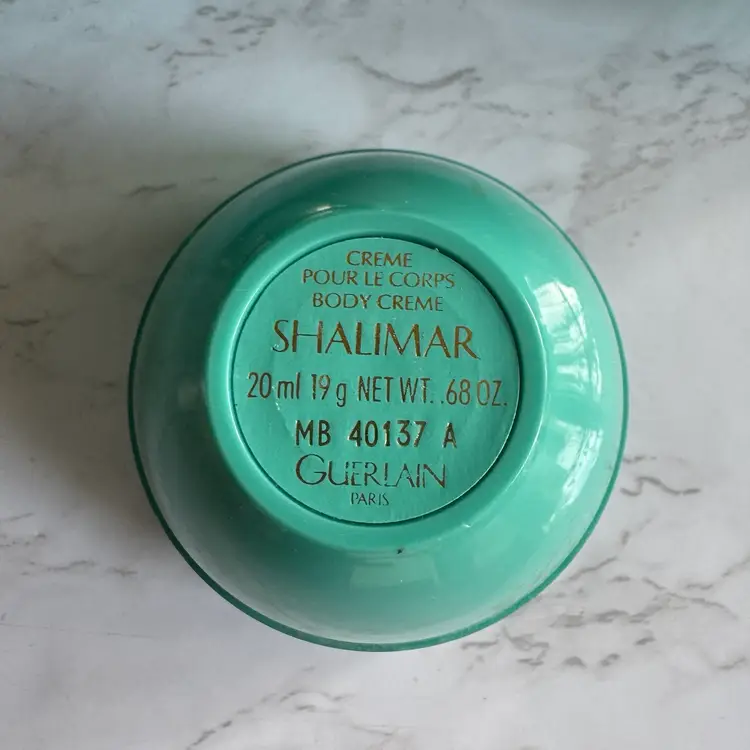 CREME
POUR LE CORPS
BODY CREME
SHALIMAR
20 ml 19 g NET WT. .68 OZ.
MB 40137 A
GUERLAIN
PARIS